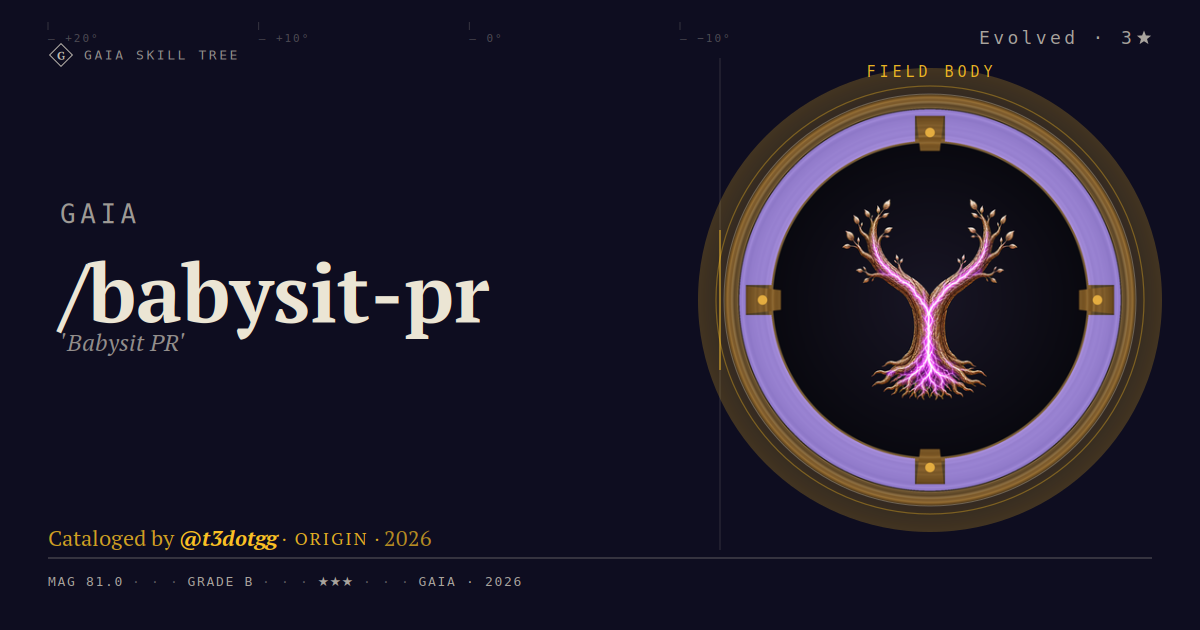 — +20° — +10° — 0° — −10°
G GAIA SKILL TREE
Evolved · 3★
FIELD BODY
GAIA
/babysit-pr
'Babysit PR'
Cataloged by @t3dotgg · ORIGIN · 2026
MAG 81.0 · · · GRADE B · · · ★★★ · · · GAIA · 2026